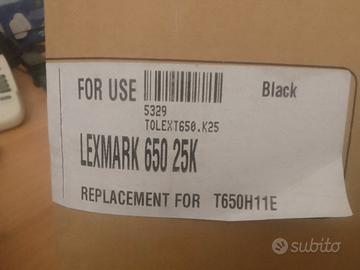 FOR USE
Black
5329
TOLEXT650.K25
LEXMARK 650 25K
REPLACEMENT FOR T650H11E
subito